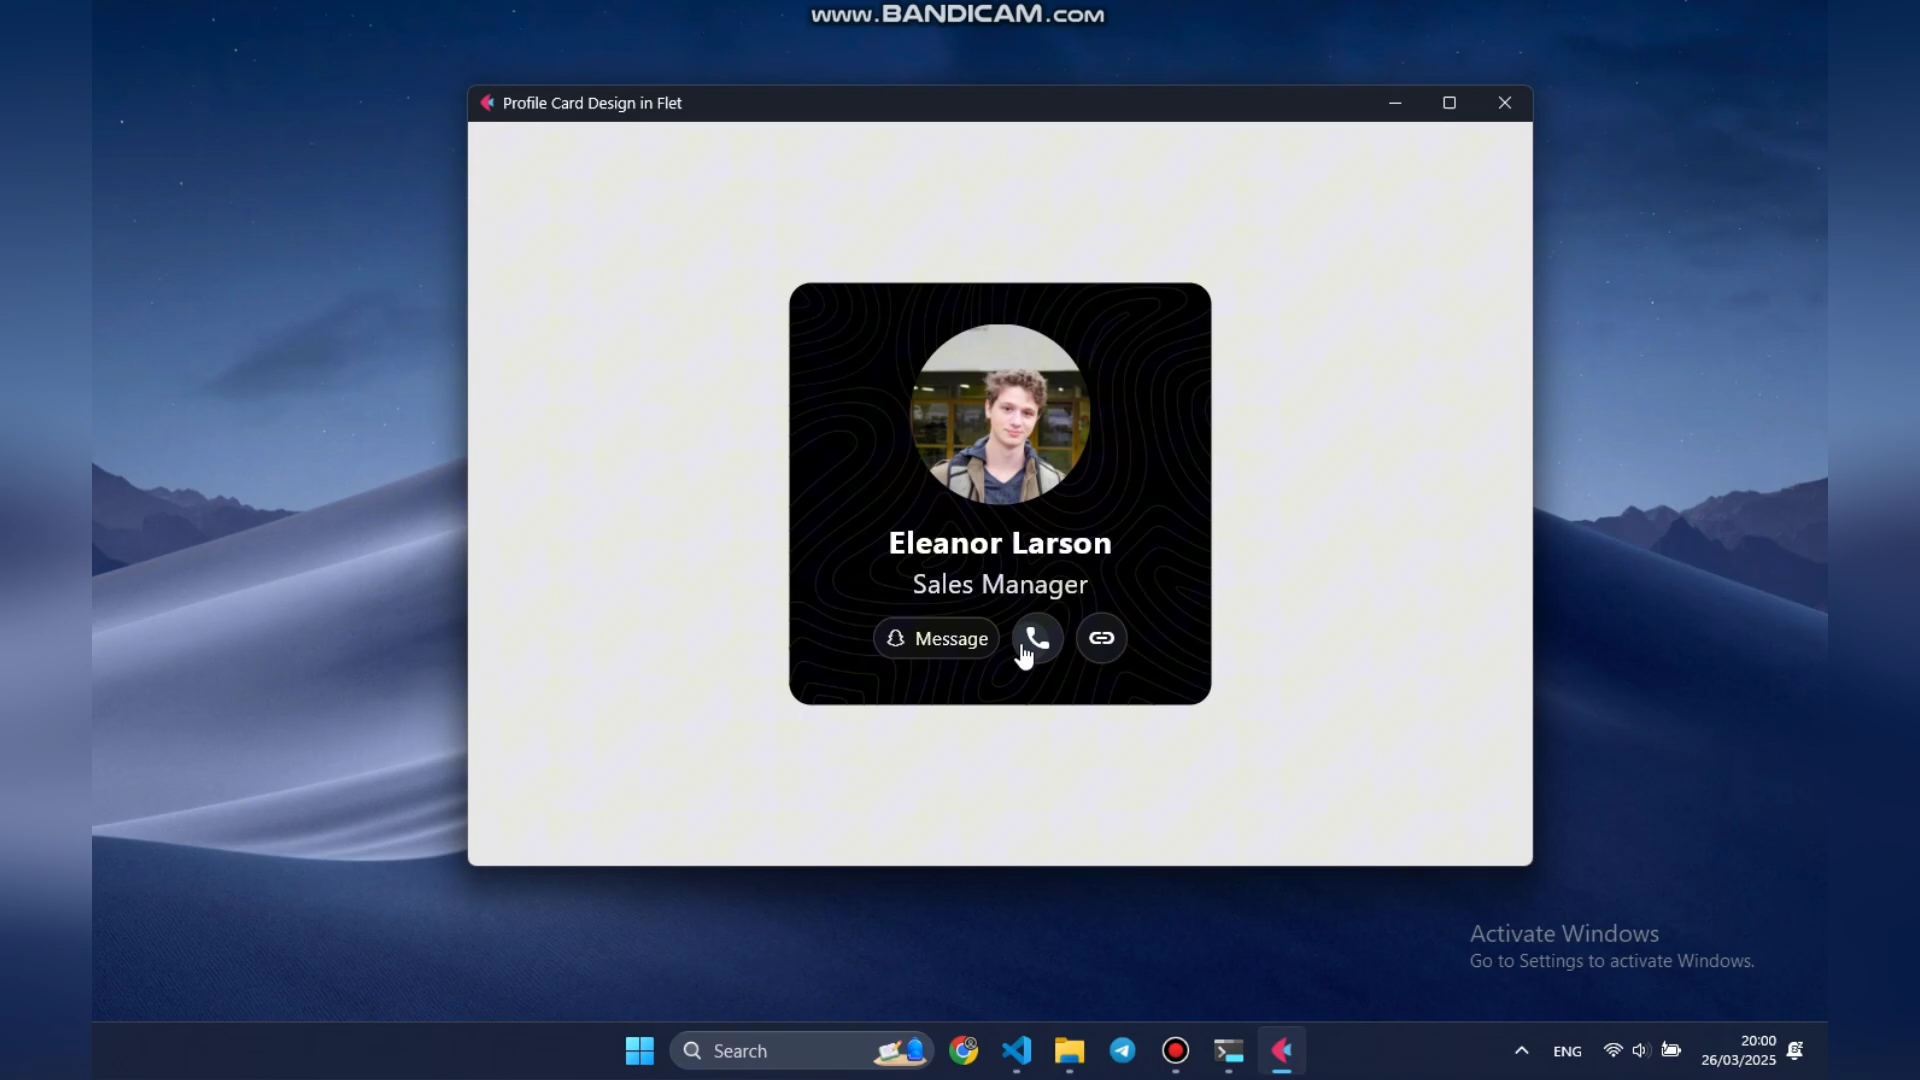 www.BANDICAM.com
Profile Card Design in Flet
Eleanor Larson
Sales Manager
Message
Activate Windows
Go to Settings to activate Windows.
Search
ENG
20:00
26/03/2025